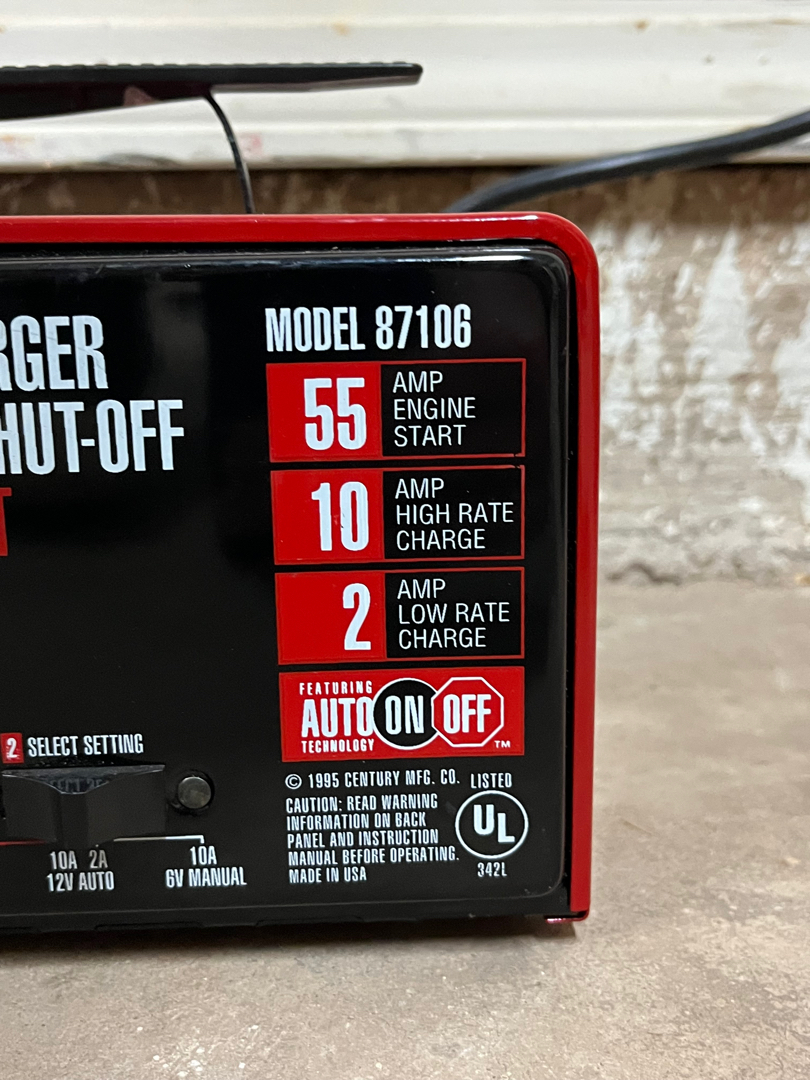 RGER
HUT-OFF
T
MODEL 87106
55 AMP
ENGINE
START
10 AMP
HIGH RATE
CHARGE
2 AMP
LOW RATE
CHARGE
FEATURING
AUTO ON OFF
TECHNOLOGY TM
2 SELECT SETTING
10A 2A
12V AUTO
10A
6V MANUAL
© 1995 CENTURY MFG. CO.
CAUTION: READ WARNING
INFORMATION ON BACK
PANEL AND INSTRUCTION
MANUAL BEFORE OPERATING.
MADE IN USA
LISTED
UL
342L